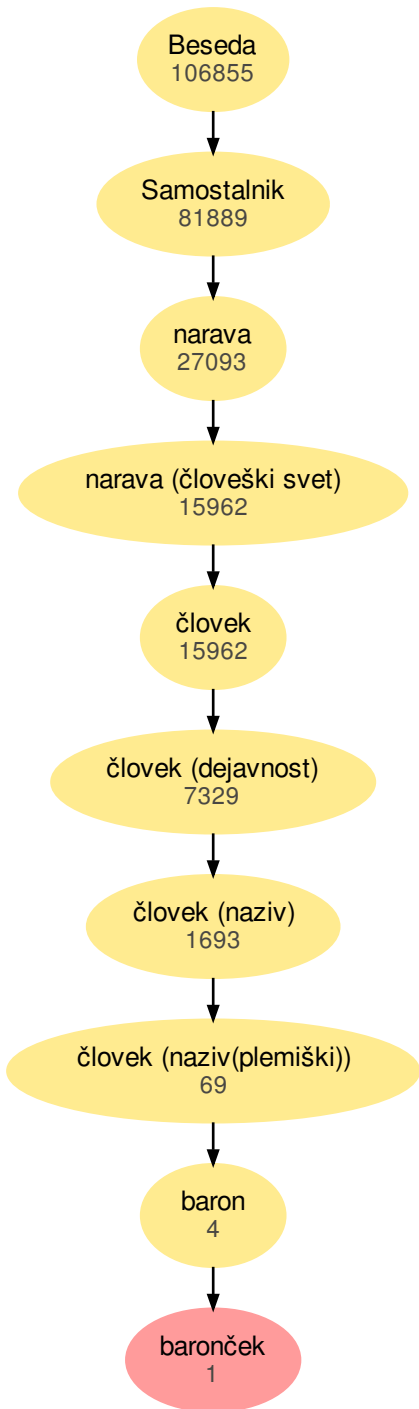 Beseda
106855
Samostalnik
81889
narava
27093
narava (človeški svet)
15962
človek
15962
človek (dejavnost)
7329
človek (naziv)
1693
človek (naziv(plemiški))
69
baron
4
baronček
1